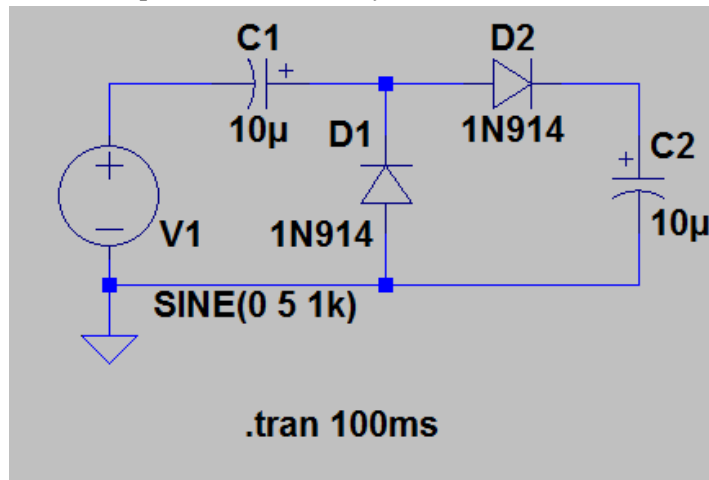 C1 D2
+
10µ D1 1N914 C2
+
+
V1 1N914 10µ
−
SINE(0 5 1k)
.tran 100ms